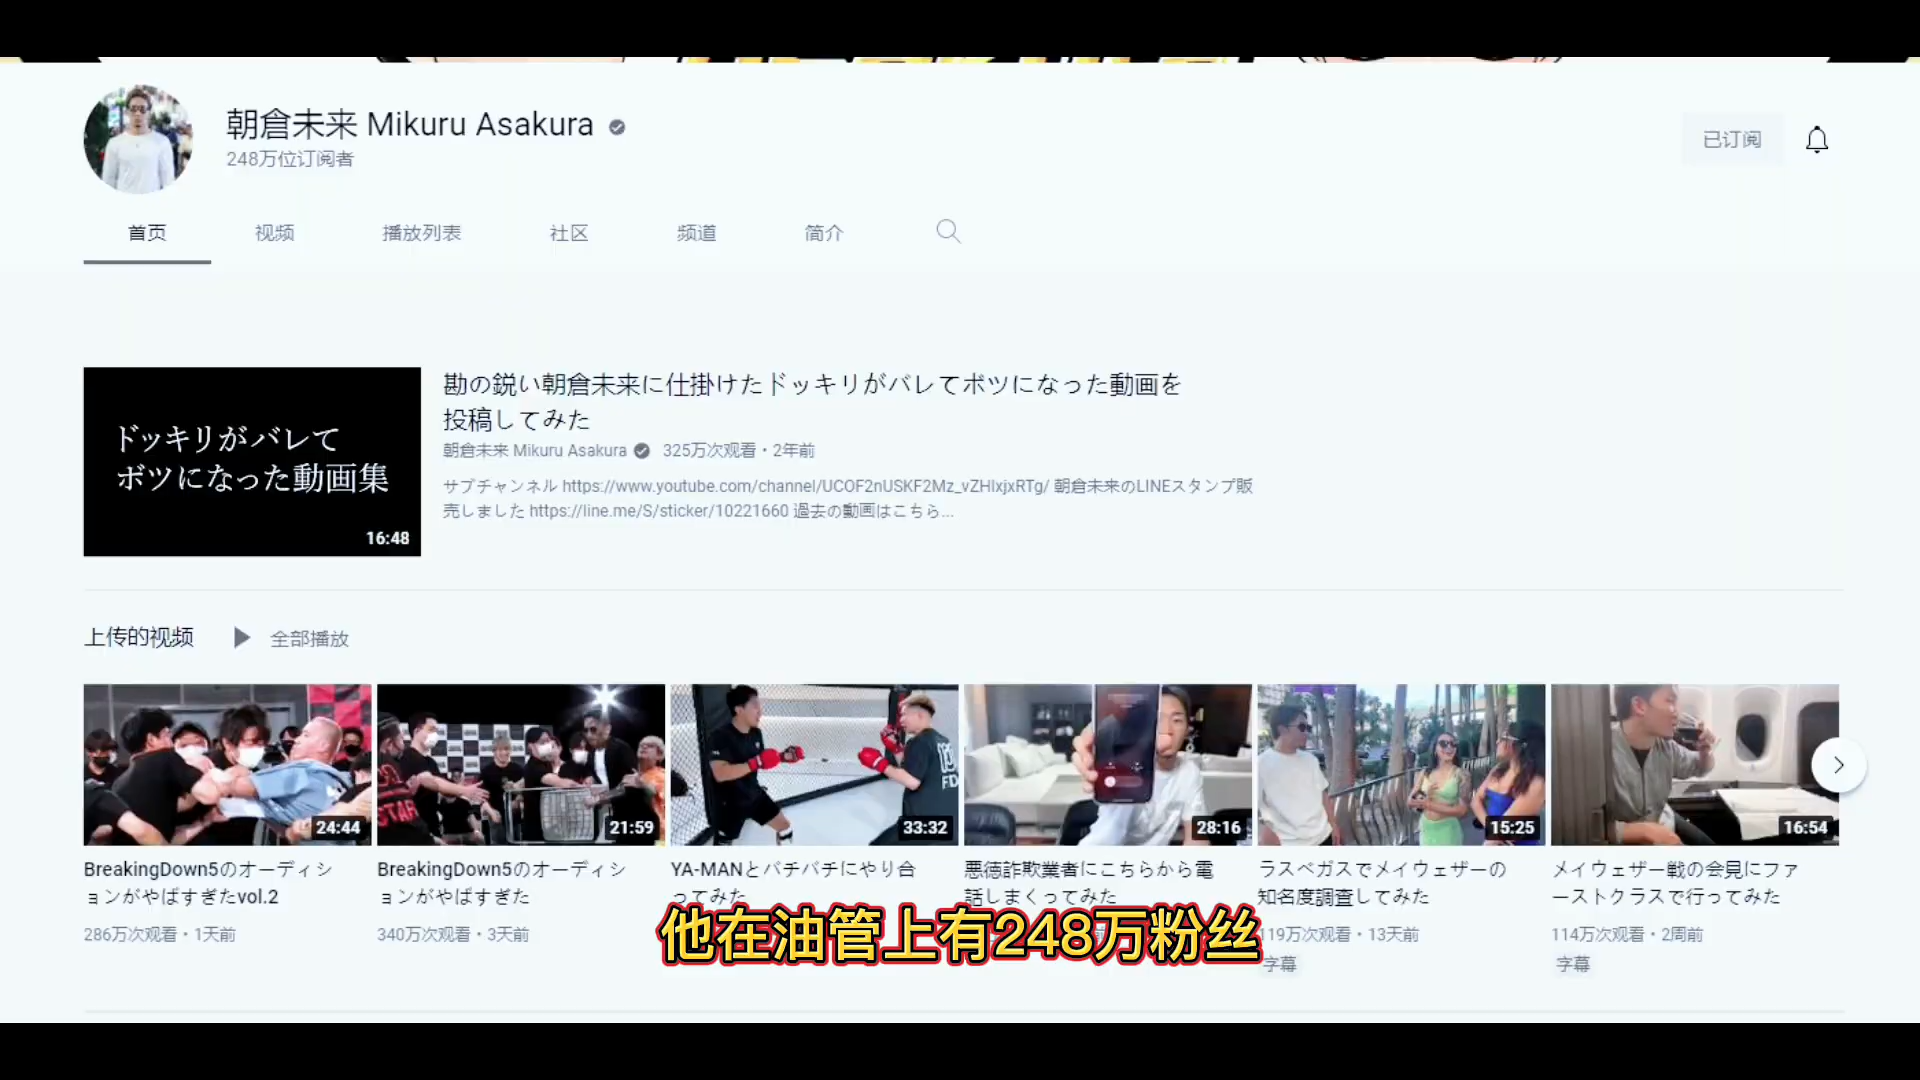 朝倉未来 Mikuru Asakura
248万位订阅者
已订阅
首页
视频
播放列表
社区
频道
简介
ドッキリがバレて
ボツになった動画集
16:48
勘の鋭い朝倉未来に仕掛けたドッキリがバレてボツになった動画を
投稿してみた
朝倉未来 Mikuru Asakura 325万次观看・2年前
サブチャンネル https://www.youtube.com/channel/UCOF2nUSKF2Mz_vZHlxjxRTg/ 朝倉未来のLINEスタンプ販
売しました https://line.me/S/sticker/10221660 過去の動画はこちら...
上传的视频
全部播放
24:44
BreakingDown5のオーディシ
ョンがやばすぎたvol.2
286万次观看・1天前
21:59
BreakingDown5のオーディシ
ョンがやばすぎた
340万次观看・3天前
33:32
YA-MANとバチバチにやり合
ってみた
28:16
悪徳詐欺業者にこちらから電
話しまくってみた
15:25
ラスベガスでメイウェザーの
知名度調査してみた
119万次观看・13天前
字幕
16:54
メイウェザー戦の会見にファ
ーストクラスで行ってみた
114万次观看・2周前
字幕
他在油管上有248万粉丝